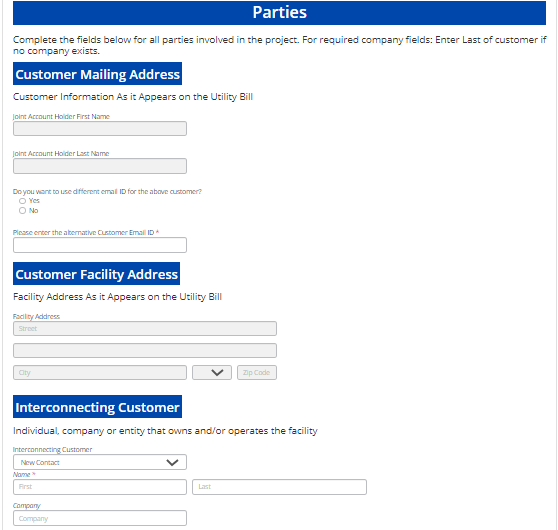 Parties
Complete the fields below for all parties involved in the project. For required company fields: Enter Last of customer if
no company exists.
Customer Mailing Address
Customer Information As it Appears on the Utility Bill
Joint Account Holder First Name
Joint Account Holder Last Name
Do you want to use different email ID for the above customer?
Yes
No
Please enter the alternative Customer Email ID *
Customer Facility Address
Facility Address As it Appears on the Utility Bill
Facility Address
Street
City
Zip Code
Interconnecting Customer
Individual, company or entity that owns and/or operates the facility
Interconnecting Customer
New Contact
Name *
First Last
Company
Company